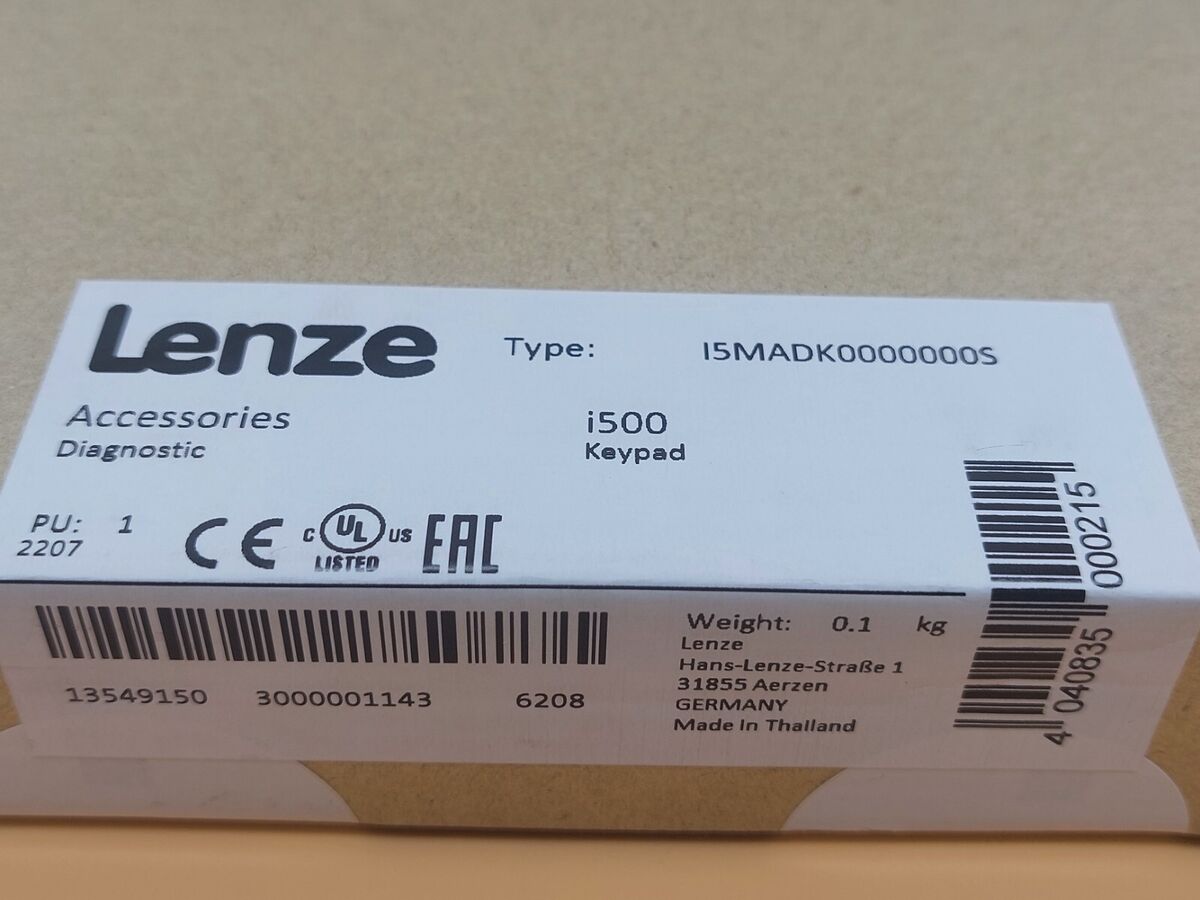 Lenze
Type: I5MADK0000000S
Accessories i500
Diagnostic Keypad
PU: 1
2207
CE C UL US LISTED EAC
13549150 3000001143 6208
Weight: 0.1 kg
Lenze
Hans-Lenze-Straße 1
31855 Aerzen
GERMANY
Made In Thailand
4 040835 000215